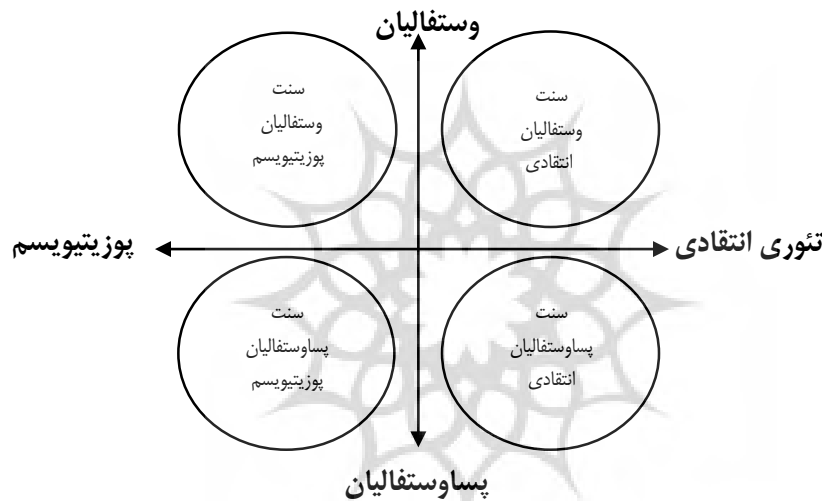 وستفالیان
سنت
وستفالیان
انتقادی
سنت
وستفالیان
پوزیتیویسم
تئوری انتقادی
پوزیتیویسم
سنت
پساوستفالیان
انتقادی
سنت
پساوستفالیان
پوزیتیویسم
پساوستفالیان